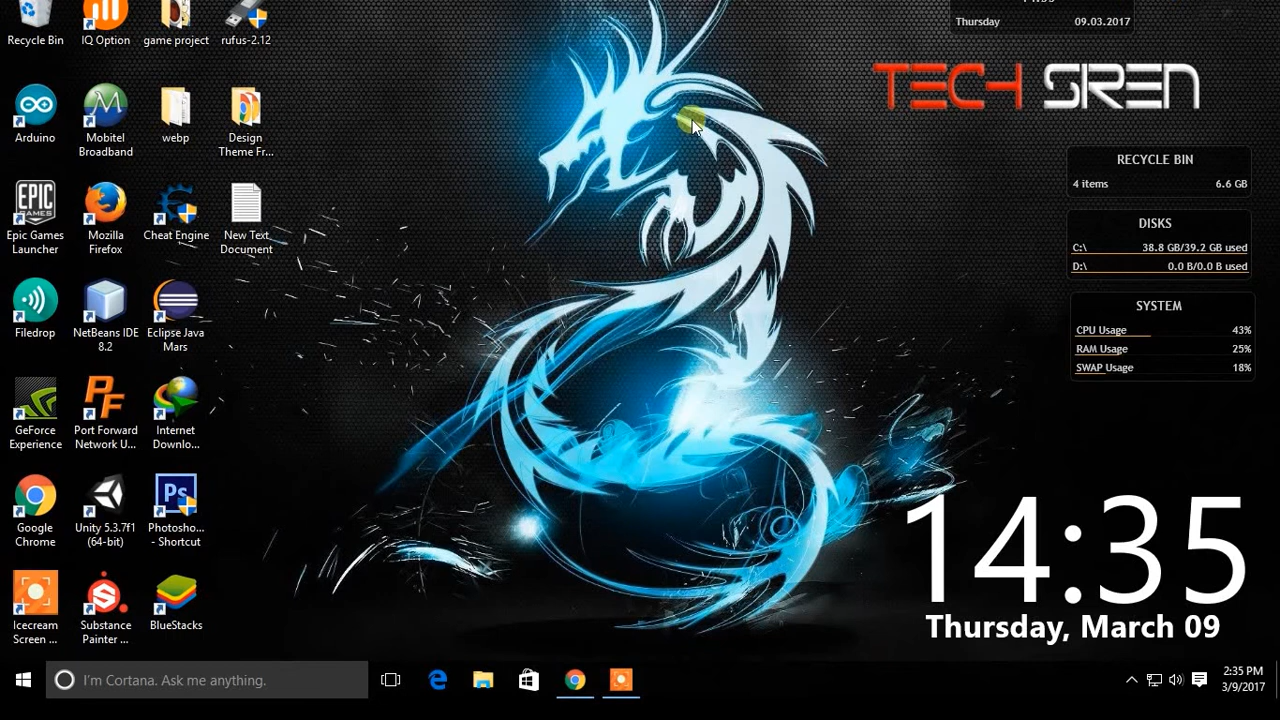 Recycle Bin
IQ Option
game project
rufus-2.12
Arduino
Mobitel
Broadband
webp
Design
Theme Fr...
EPIC
GAMES
Epic Games
Launcher
Mozilla
Firefox
Cheat Engine
New Text
Document
Filedrop
NetBeans IDE
8.2
Eclipse Java
Mars
GeForce
Experience
PF
Port Forward
Network U...
Internet
Downlo...
Google
Chrome
Unity 5.3.7f1
(64-bit)
Ps
Photosho...
- Shortcut
Icecream
Screen ...
Substance
Painter ...
BlueStacks
Thursday 09.03.2017
TECH SIREN
RECYCLE BIN
4 items 6.6 GB
DISKS
C:\ 38.8 GB/39.2 GB used
D:\ 0.0 B/0.0 B used
SYSTEM
CPU Usage 43%
RAM Usage 25%
SWAP Usage 18%
14:35
Thursday, March 09
I'm Cortana. Ask me anything.
2:35 PM
3/9/2017